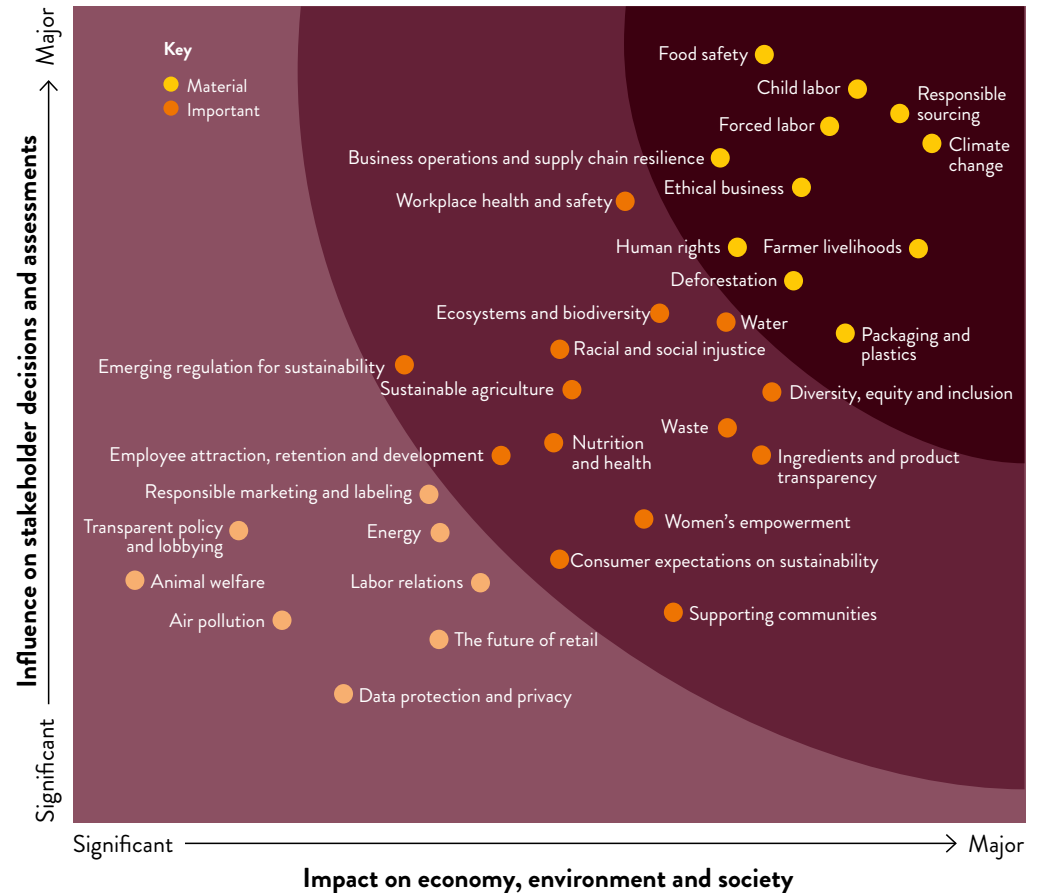 Major
Influence on stakeholder decisions and assessments
Significant
Key
Material
Important
Food safety
Child labor
Responsible
sourcing
Forced labor
Climate
change
Business operations and supply chain resilience
Ethical business
Workplace health and safety
Human rights
Farmer livelihoods
Deforestation
Ecosystems and biodiversity
Water
Packaging and
plastics
Racial and social injustice
Emerging regulation for sustainability
Sustainable agriculture
Diversity, equity and inclusion
Waste
Nutrition
and health
Employee attraction, retention and development
Ingredients and product
transparency
Responsible marketing and labeling
Transparent policy
and lobbying
Energy
Women’s empowerment
Consumer expectations on sustainability
Animal welfare
Labor relations
Air pollution
Supporting communities
The future of retail
Data protection and privacy
Significant
Major
Impact on economy, environment and society